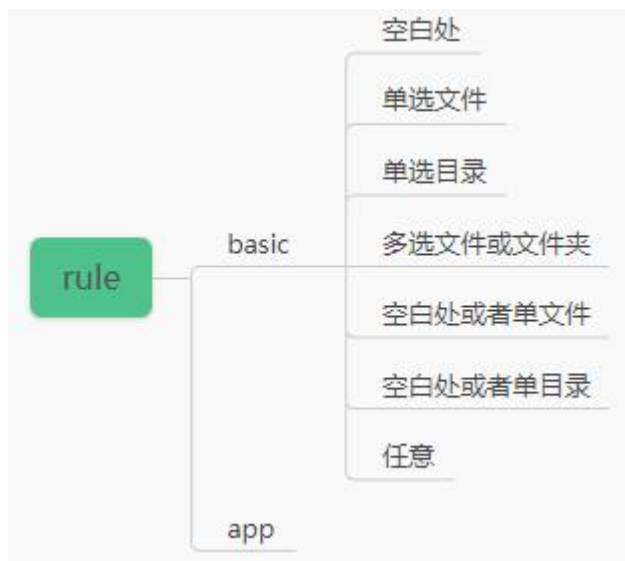 rule
basic
空白处
单选文件
单选目录
多选文件或文件夹
空白处或者单文件
空白处或者单目录
任意
app